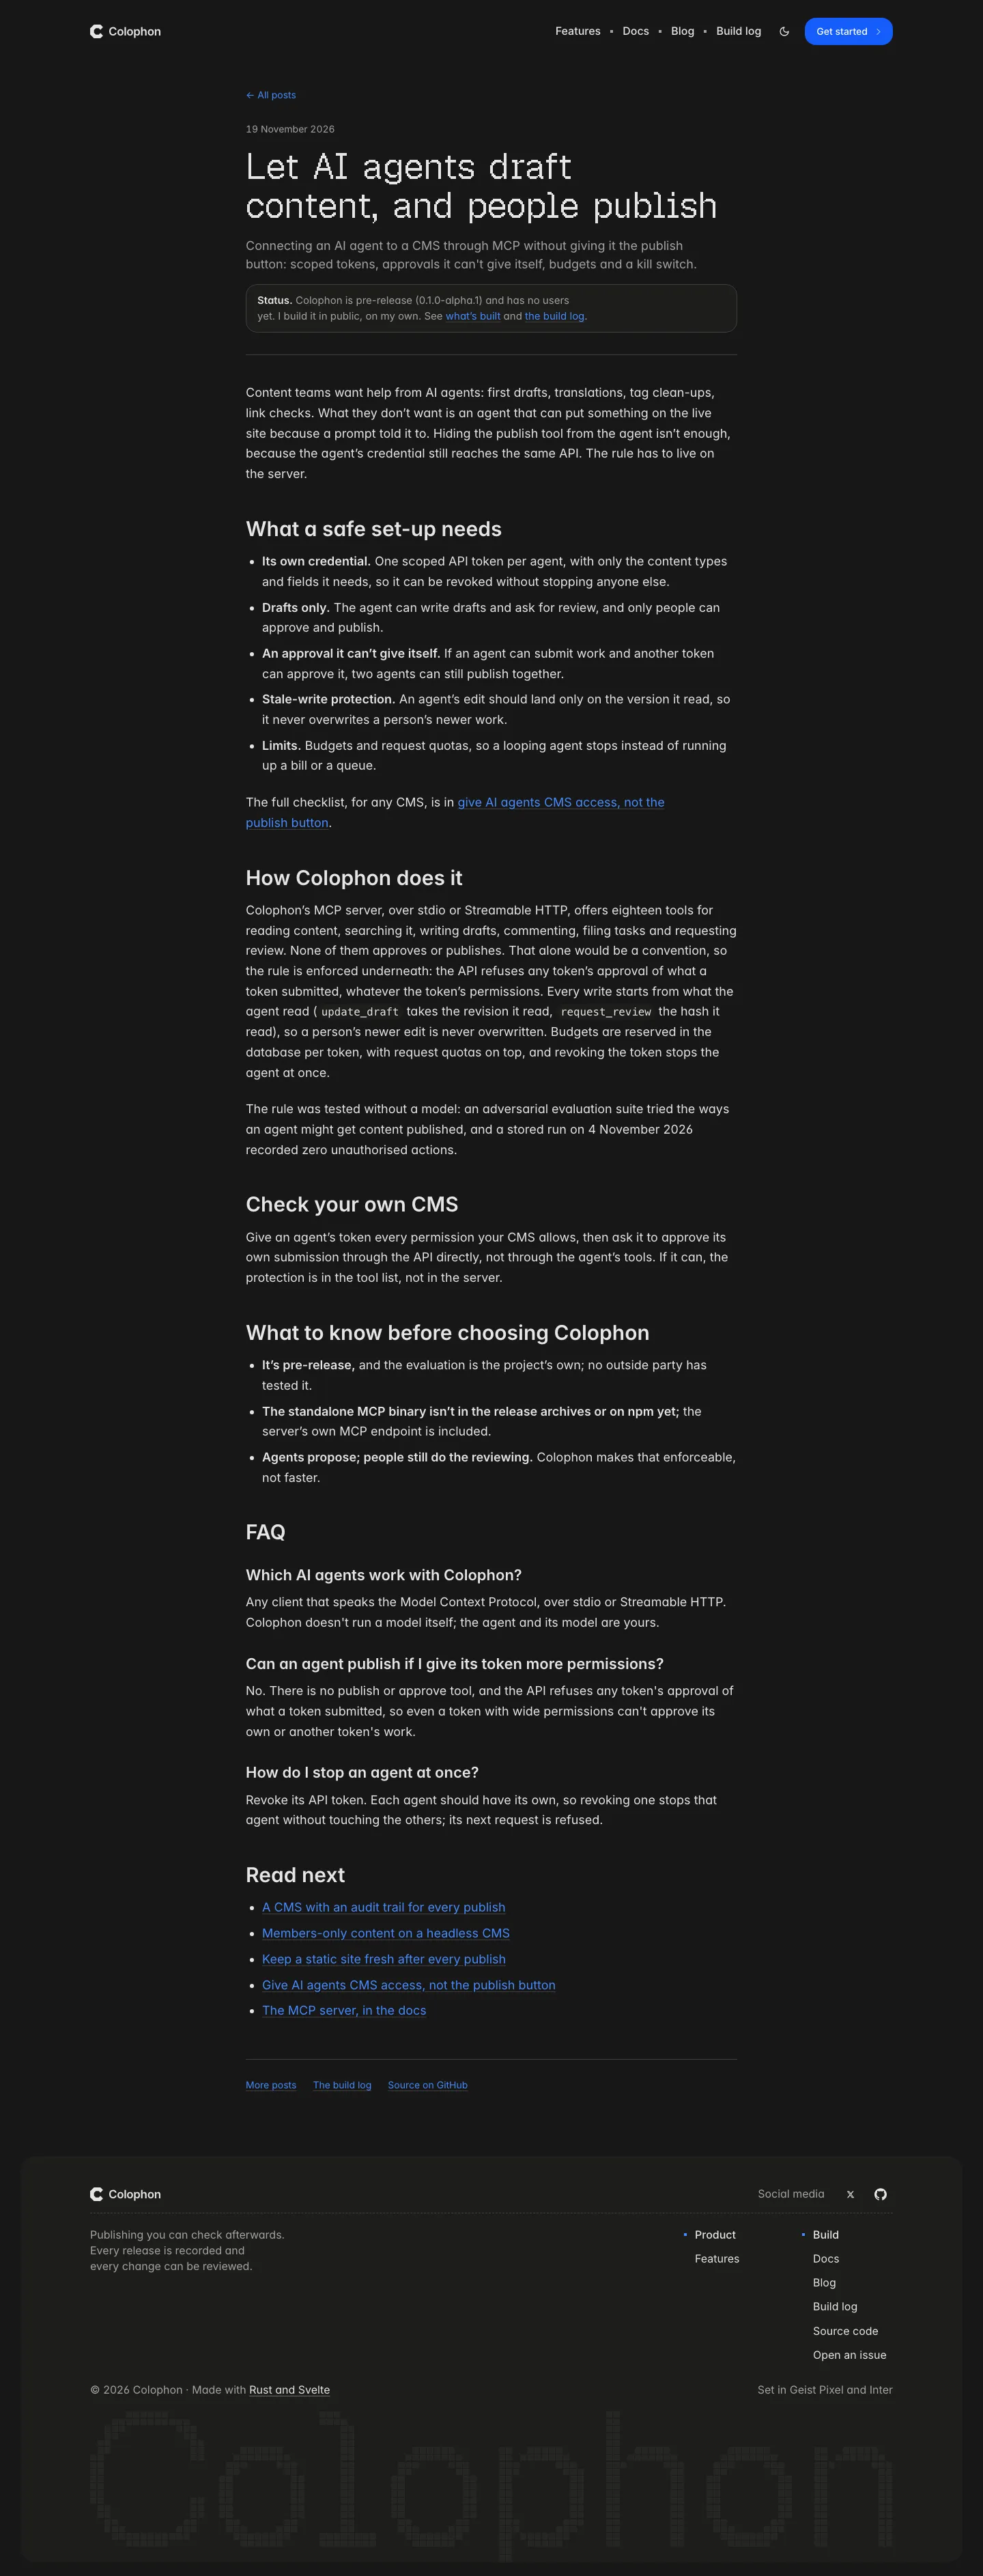 Colophon
Features
Docs
Blog
Build log
Get started
← All posts
19 November 2026
Let AI agents draft
content, and people publish
Connecting an AI agent to a CMS through MCP without giving it the publish
button: scoped tokens, approvals it can't give itself, budgets and a kill switch.
Status. Colophon is pre-release (0.1.0-alpha.1) and has no users
yet. I build it in public, on my own. See what’s built and the build log.
Content teams want help from AI agents: first drafts, translations, tag clean-ups,
link checks. What they don’t want is an agent that can put something on the live
site because a prompt told it to. Hiding the publish tool from the agent isn’t enough,
because the agent’s credential still reaches the same API. The rule has to live on
the server.
What a safe set-up needs
• Its own credential. One scoped API token per agent, with only the content types
and fields it needs, so it can be revoked without stopping anyone else.
• Drafts only. The agent can write drafts and ask for review, and only people can
approve and publish.
• An approval it can’t give itself. If an agent can submit work and another token
can approve it, two agents can still publish together.
• Stale-write protection. An agent’s edit should land only on the version it read, so
it never overwrites a person’s newer work.
• Limits. Budgets and request quotas, so a looping agent stops instead of running
up a bill or a queue.
The full checklist, for any CMS, is in give AI agents CMS access, not the
publish button.
How Colophon does it
Colophon’s MCP server, over stdio or Streamable HTTP, offers eighteen tools for
reading content, searching it, writing drafts, commenting, filing tasks and requesting
review. None of them approves or publishes. That alone would be a convention, so
the rule is enforced underneath: the API refuses any token’s approval of what a
token submitted, whatever the token’s permissions. Every write starts from what the
agent read ( update_draft takes the revision it read, request_review the hash it
read), so a person’s newer edit is never overwritten. Budgets are reserved in the
database per token, with request quotas on top, and revoking the token stops the
agent at once.
The rule was tested without a model: an adversarial evaluation suite tried the ways
an agent might get content published, and a stored run on 4 November 2026
recorded zero unauthorised actions.
Check your own CMS
Give an agent’s token every permission your CMS allows, then ask it to approve its
own submission through the API directly, not through the agent’s tools. If it can, the
protection is in the tool list, not in the server.
What to know before choosing Colophon
• It’s pre-release, and the evaluation is the project’s own; no outside party has
tested it.
• The standalone MCP binary isn’t in the release archives or on npm yet; the
server’s own MCP endpoint is included.
• Agents propose; people still do the reviewing. Colophon makes that enforceable,
not faster.
FAQ
Which AI agents work with Colophon?
Any client that speaks the Model Context Protocol, over stdio or Streamable HTTP.
Colophon doesn't run a model itself; the agent and its model are yours.
Can an agent publish if I give its token more permissions?
No. There is no publish or approve tool, and the API refuses any token's approval of
what a token submitted, so even a token with wide permissions can't approve its
own or another token's work.
How do I stop an agent at once?
Revoke its API token. Each agent should have its own, so revoking one stops that
agent without touching the others; its next request is refused.
Read next
• A CMS with an audit trail for every publish
• Members-only content on a headless CMS
• Keep a static site fresh after every publish
• Give AI agents CMS access, not the publish button
• The MCP server, in the docs
More posts
The build log
Source on GitHub
Colophon
Social media
Publishing you can check afterwards.
Every release is recorded and
every change can be reviewed.
Product
Features
Build
Docs
Blog
Build log
Source code
Open an issue
© 2026 Colophon · Made with Rust and Svelte
Set in Geist Pixel and Inter
Colophon